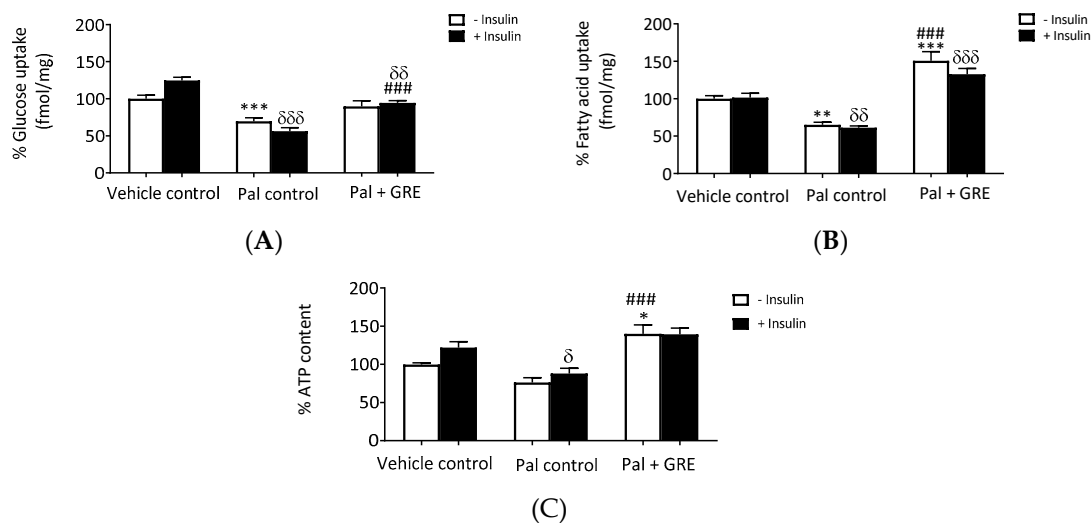 % Glucose uptake
(fmol/mg)
200
150
100
50
0
- Insulin
+ Insulin
***
δδδ
δδ
###
Vehicle control
Pal control
Pal + GRE
(A)
% Fatty acid uptake
(fmol/mg)
200
150
100
50
0
- Insulin
+ Insulin
**
δδ
###
***
δδδ
Vehicle control
Pal control
Pal + GRE
(B)
% ATP content
200
150
100
50
0
- Insulin
+ Insulin
δ
###
*
Vehicle control
Pal control
Pal + GRE
(C)